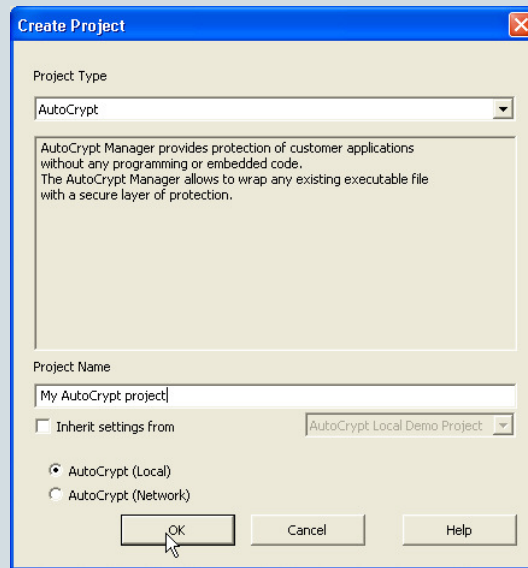 Create Project
Project Type
AutoCrypt
AutoCrypt Manager provides protection of customer applications
without any programming or embedded code.
The AutoCrypt Manager allows to wrap any existing executable file
with a secure layer of protection.
Project Name
My AutoCrypt project
Inherit settings from
AutoCrypt Local Demo Project
AutoCrypt (Local)
AutoCrypt (Network)
OK
Cancel
Help